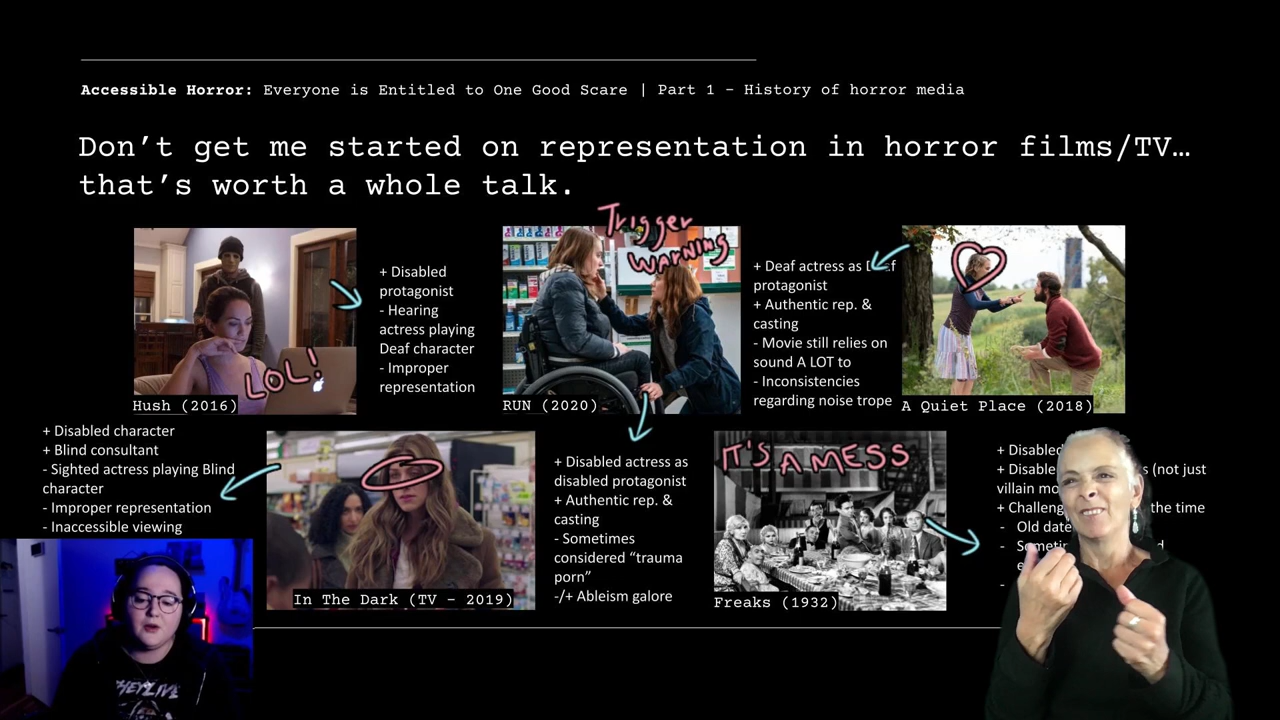 Accessible Horror: Everyone is Entitled to One Good Scare | Part 1 – History of horror media
Don’t get me started on representation in horror films/TV…
that’s worth a whole talk.
LOL!
Hush (2016)
+ Disabled
protagonist
- Hearing
actress playing
Deaf character
- Improper
representation
Trigger
WARNING
RUN (2020)
+ Deaf actress as
protagonist
+ Authentic rep. &
casting
- Movie still relies on
sound A LOT to
- Inconsistencies
regarding noise trope
A Quiet Place (2018)
+ Disabled character
+ Blind consultant
- Sighted actress playing Blind
character
- Improper representation
- Inaccessible viewing
In The Dark (TV – 2019)
+ Disabled actress as
disabled protagonist
+ Authentic rep. &
casting
- Sometimes
considered “trauma
porn”
-/+ Ableism galore
IT'S A MESS
Freaks (1932)
+ Disabled
+ (not just
villain
+ the time
- Old
-
-
THEY LIVE